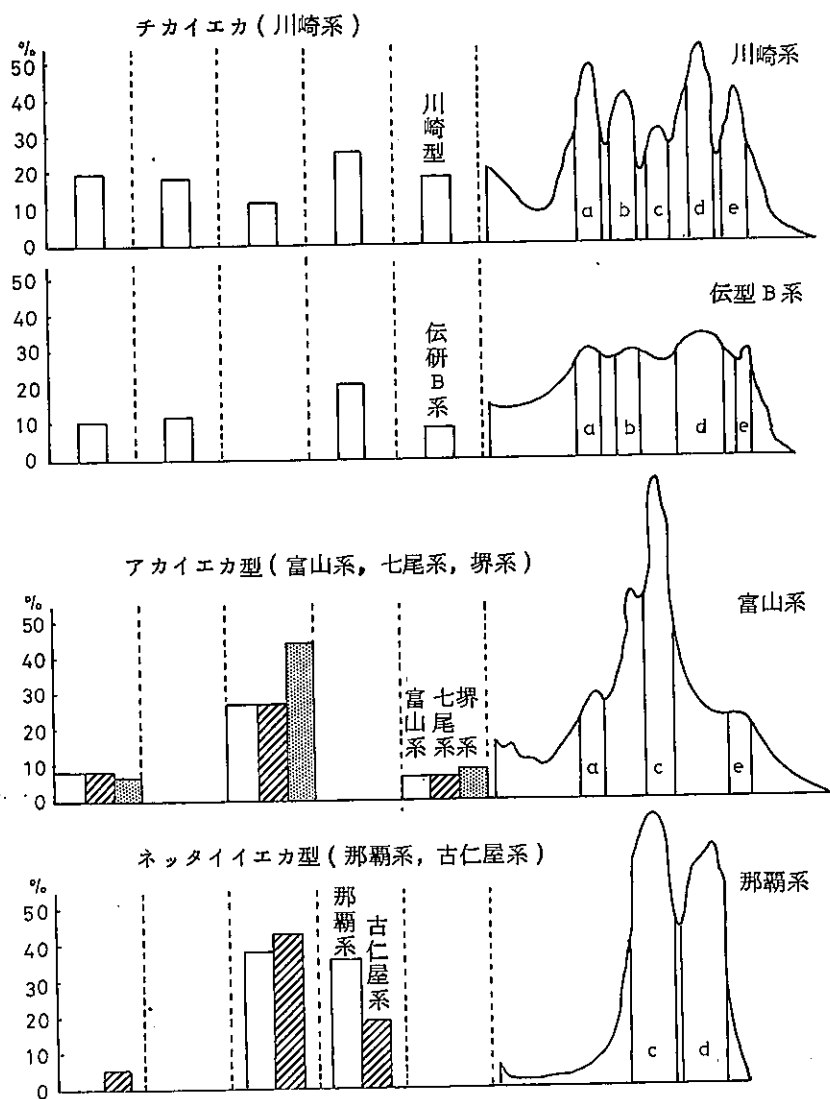 チカイエカ(川崎系)
川崎系
%
50
40
30
20
10
0
川崎型
a b c d e
伝型B系
50
40
30
20
10
0
伝研B系
a b d e
アカイエカ型(富山系,七尾系,堺系)
富山系
%
50
40
30
20
10
0
富山系
七尾系
堺系
a c e
ネッタイイエカ型(那覇系,古仁屋系)
那覇系
%
50
40
30
20
10
0
那覇系
古仁屋系
c d